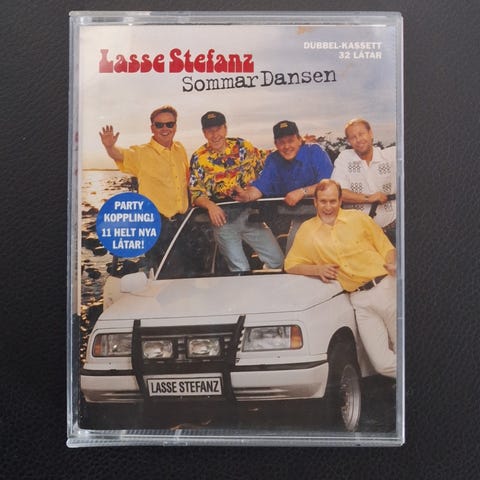 Lasse Stefanz
SommarDansen
DUBBEL-KASSETT
32 LÅTAR
PARTY
KOPPLING!
11 HELT NYA
LÅTAR!
LASSE STEFANZ